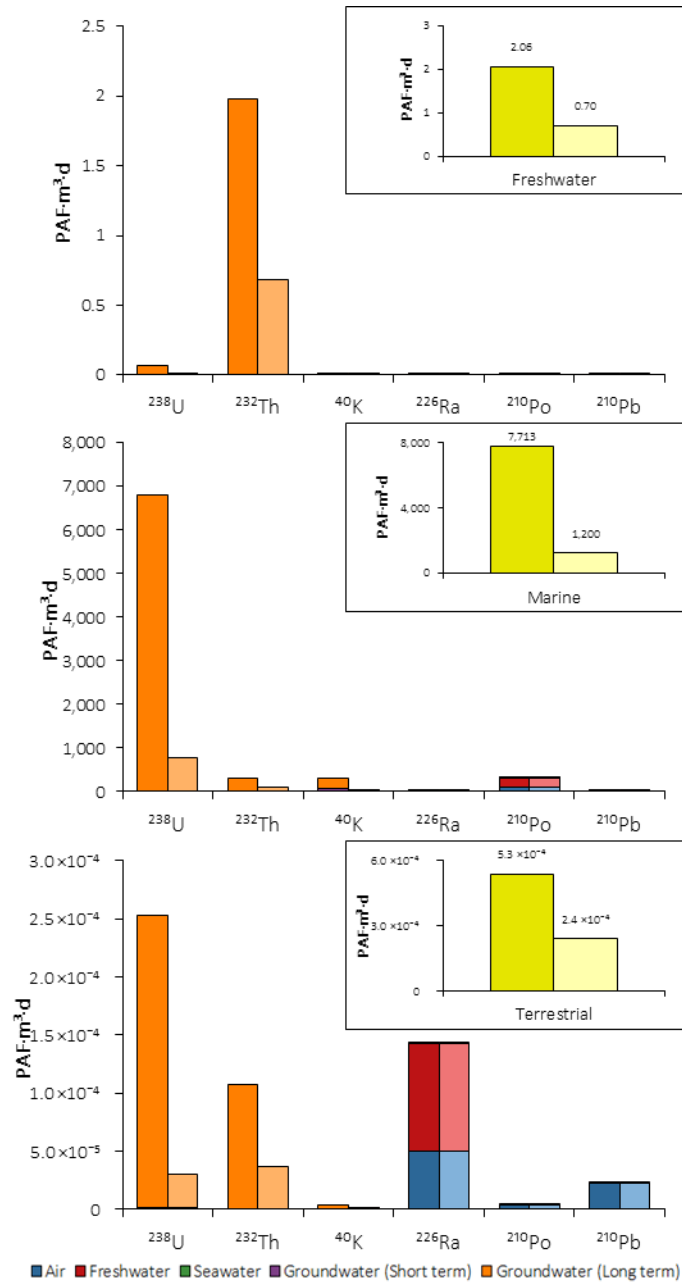 2.5
2
1.5
1
0.5
0
PAF·m³·d
²³⁸U ²³²Th ⁴⁰K ²²⁶Ra ²¹⁰Po ²¹⁰Pb
3
2
1
0
PAF·m³·d
2.06
0.70
Freshwater
8,000
7,000
6,000
5,000
4,000
3,000
2,000
1,000
0
PAF·m³·d
²³⁸U ²³²Th ⁴⁰K ²²⁶Ra ²¹⁰Po ²¹⁰Pb
8,000
4,000
0
PAF·m³·d
7,713
1,200
Marine
3.0×10⁻⁴
2.5×10⁻⁴
2.0×10⁻⁴
1.5×10⁻⁴
1.0×10⁻⁴
5.0×10⁻⁵
0
PAF·m³·d
²³⁸U ²³²Th ⁴⁰K ²²⁶Ra ²¹⁰Po ²¹⁰Pb
6.0 ×10⁻⁴
3.0 ×10⁻⁴
0
PAF·m³·d
5.3 ×10⁻⁴
2.4 ×10⁻⁴
Terrestrial
Air Freshwater Seawater Groundwater (Short term) Groundwater (Long term)